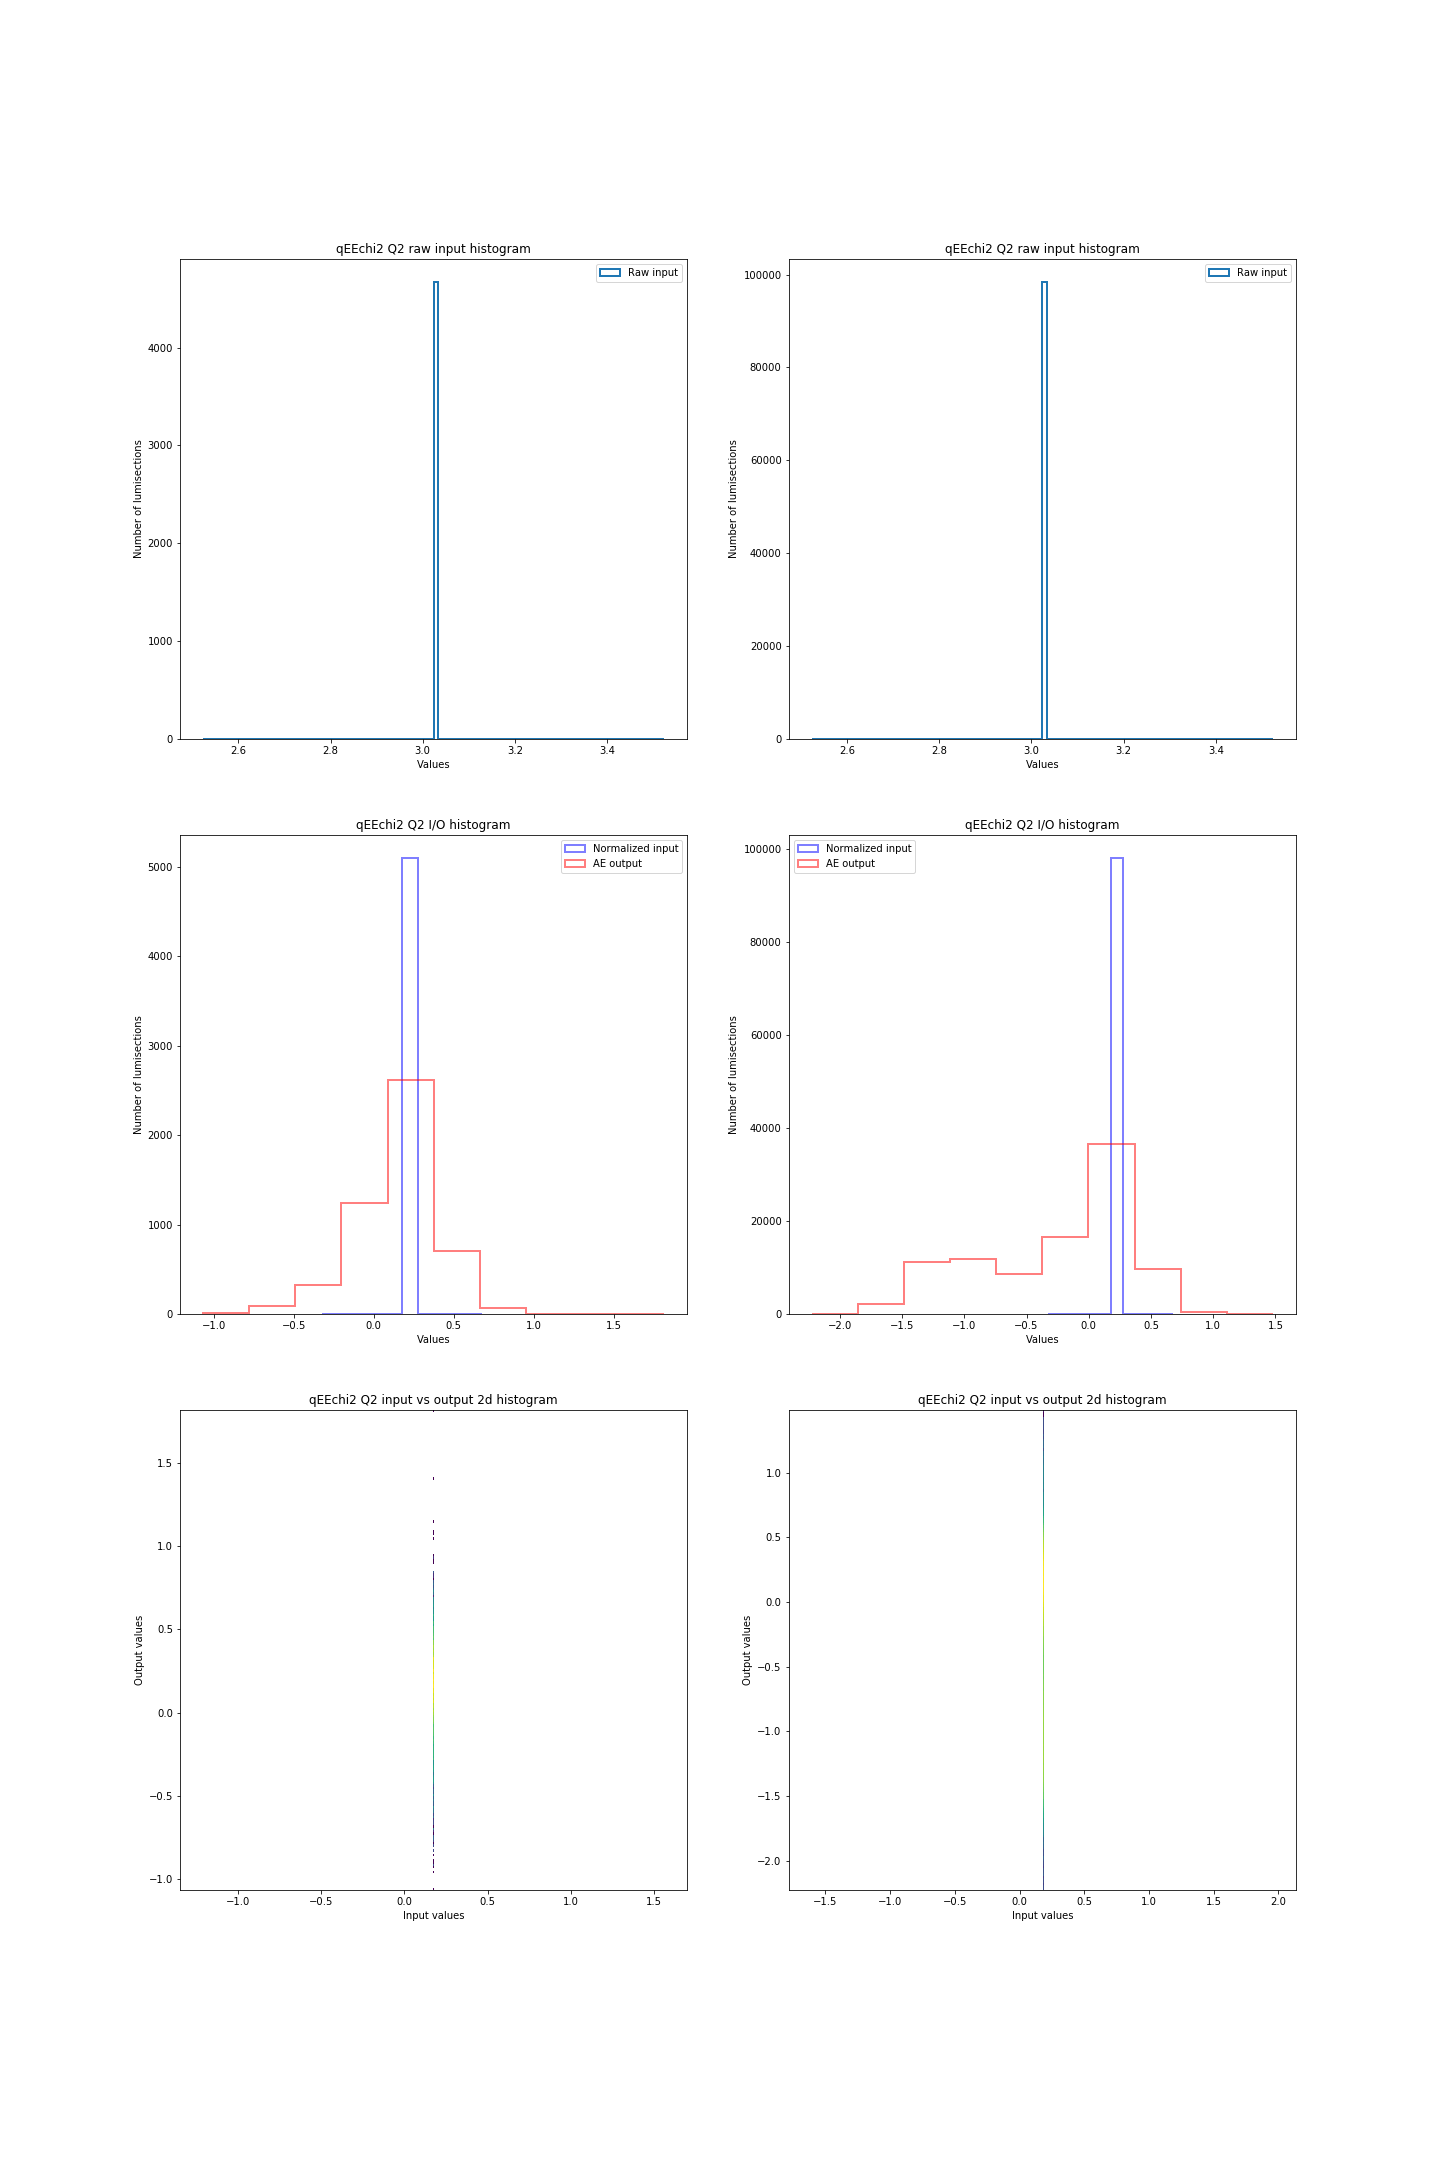 qEEchi2 Q2 raw input histogram
Raw input
4000
3000
2000
1000
0
Number of lumisections
2.6 2.8 3.0 3.2 3.4
Values
qEEchi2 Q2 raw input histogram
Raw input
100000
80000
60000
40000
20000
0
Number of lumisections
2.6 2.8 3.0 3.2 3.4
Values
qEEchi2 Q2 I/O histogram
Normalized input
AE output
5000
4000
3000
2000
1000
0
Number of lumisections
−1.0 −0.5 0.0 0.5 1.0 1.5
Values
qEEchi2 Q2 I/O histogram
Normalized input
AE output
100000
80000
60000
40000
20000
0
Number of lumisections
−2.0 −1.5 −1.0 −0.5 0.0 0.5 1.0 1.5
Values
qEEchi2 Q2 input vs output 2d histogram
1.5
1.0
0.5
0.0
−0.5
−1.0
Output values
−1.0 −0.5 0.0 0.5 1.0 1.5
Input values
qEEchi2 Q2 input vs output 2d histogram
1.0
0.5
0.0
−0.5
−1.0
−1.5
−2.0
Output values
−1.5 −1.0 −0.5 0.0 0.5 1.0 1.5 2.0
Input values